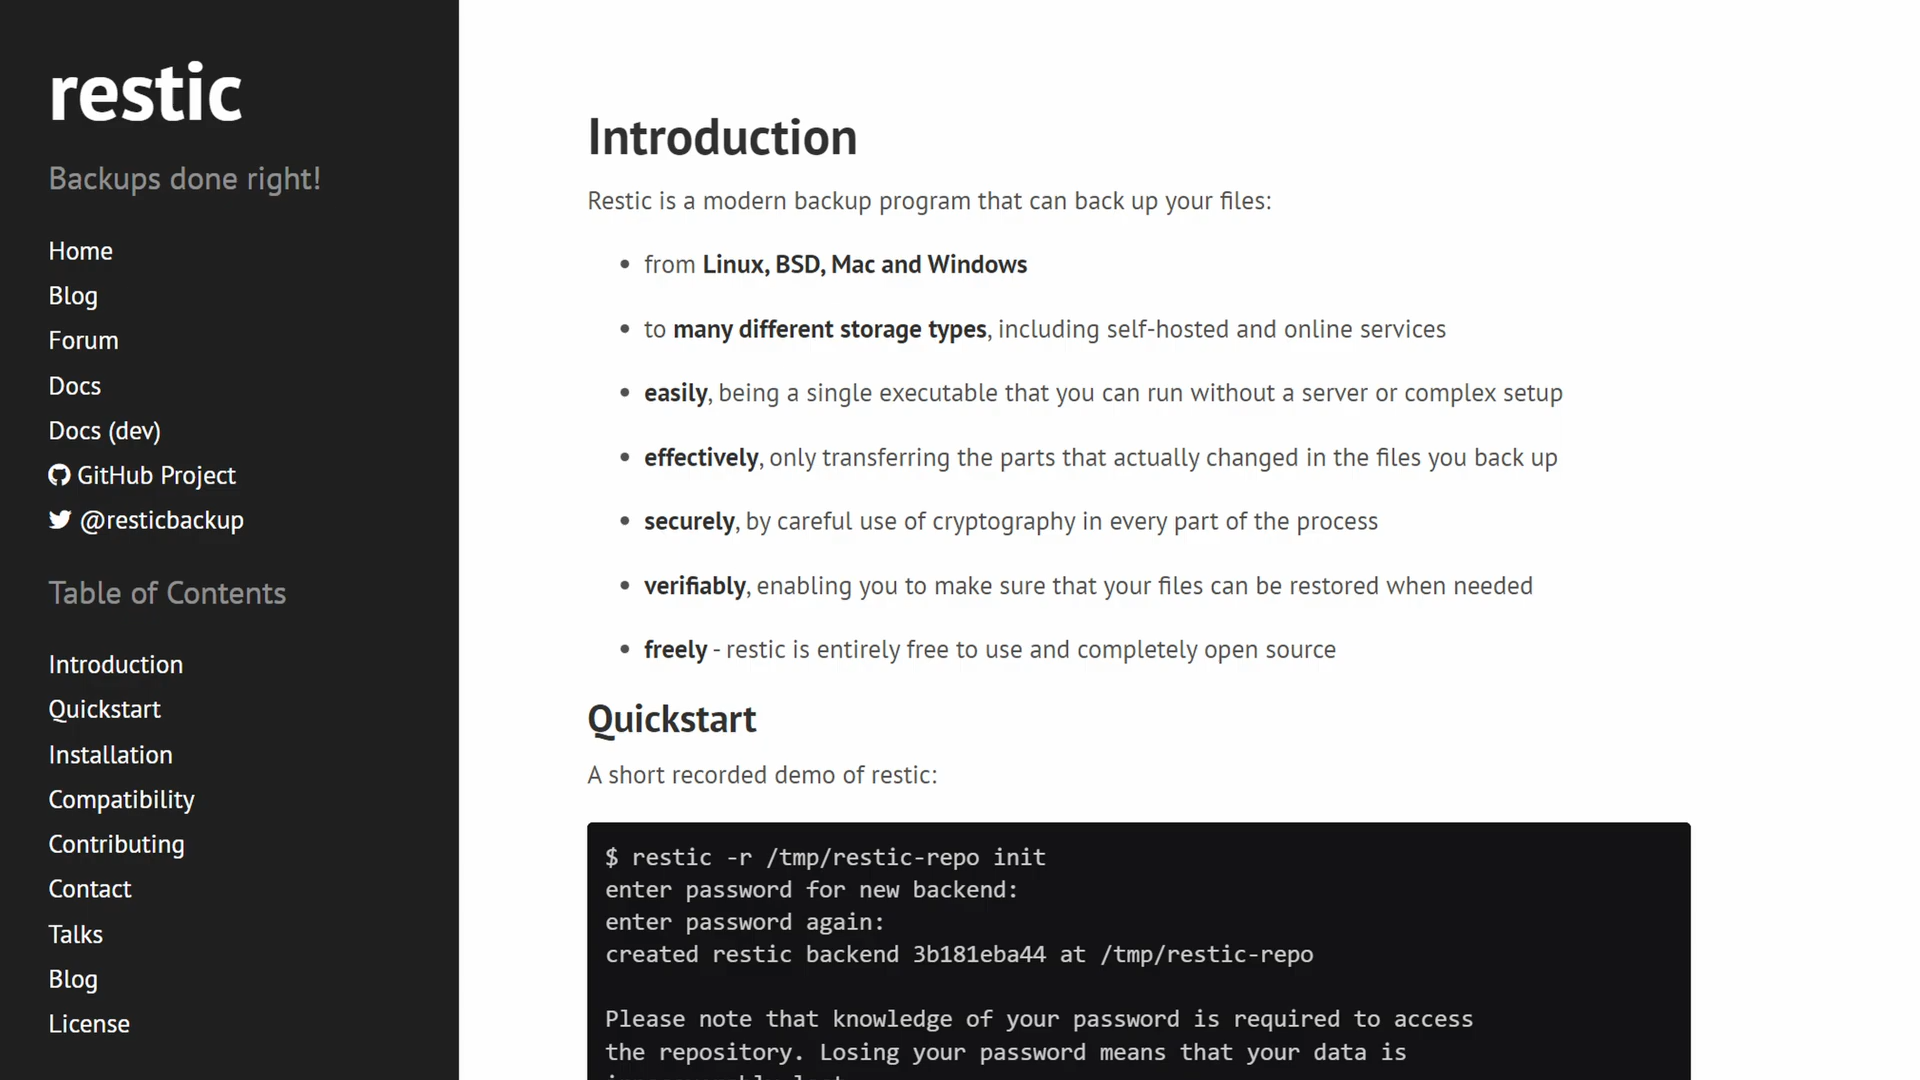 restic
Backups done right!
Home
Blog
Forum
Docs
Docs (dev)
GitHub Project
@resticbackup
Table of Contents
Introduction
Quickstart
Installation
Compatibility
Contributing
Contact
Talks
Blog
License
Introduction
Restic is a modern backup program that can back up your files:
• from Linux, BSD, Mac and Windows
• to many different storage types, including self-hosted and online services
• easily, being a single executable that you can run without a server or complex setup
• effectively, only transferring the parts that actually changed in the files you back up
• securely, by careful use of cryptography in every part of the process
• verifiably, enabling you to make sure that your files can be restored when needed
• freely - restic is entirely free to use and completely open source
Quickstart
A short recorded demo of restic:
$ restic -r /tmp/restic-repo init
enter password for new backend:
enter password again:
created restic backend 3b181eba44 at /tmp/restic-repo
Please note that knowledge of your password is required to access
the repository. Losing your password means that your data is